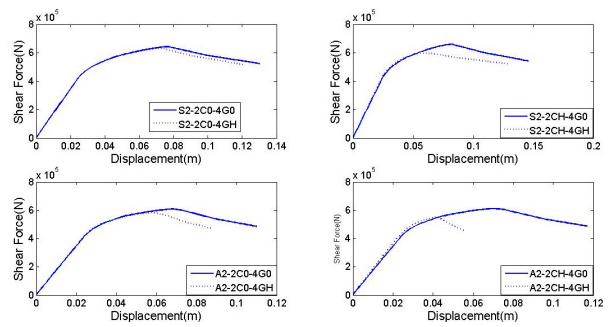 x 10^5
8
6
4
2
0
Shear Force(N)
S2-2C0-4G0
S2-2C0-4GH
0 0.02 0.04 0.06 0.08 0.1 0.12 0.14
Displacement(m)
x 10^5
8
6
4
2
0
Shear Force(N)
S2-2CH-4G0
S2-2CH-4GH
0 0.05 0.1 0.15 0.2
Displacement(m)
x 10^5
8
6
4
2
0
Shear Force(N)
A2-2C0-4G0
A2-2C0-4GH
0 0.02 0.04 0.06 0.08 0.1 0.12
Displacement(m)
x 10^5
8
6
4
2
0
Shear Force(N)
A2-2CH-4G0
A2-2CH-4GH
0 0.02 0.04 0.06 0.08 0.1 0.12
Displacement(m)